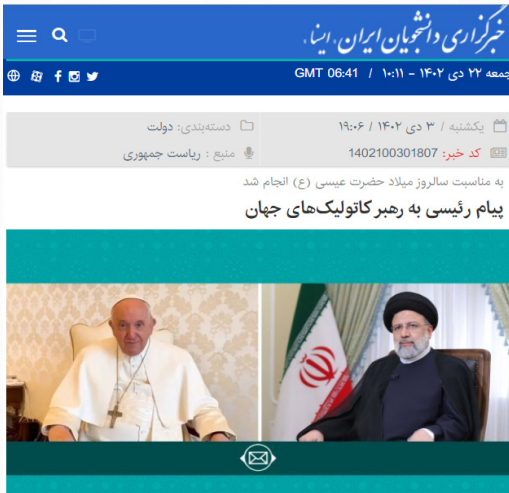 خبرگزاری دانشجویان ایران، ایسنا،
جمعه ۲۲ دی ۱۴۰۲ - ۱۰:۱۱ / GMT 06:41
یکشنبه / ۳ دی ۱۴۰۲ / ۱۹:۰۶
دسته‌بندی: دولت
کد خبر: 1402100301807
منبع : ریاست جمهوری
به مناسبت سالروز میلاد حضرت عیسی (ع) انجام شد
پیام رئیسی به رهبر کاتولیک‌های جهان